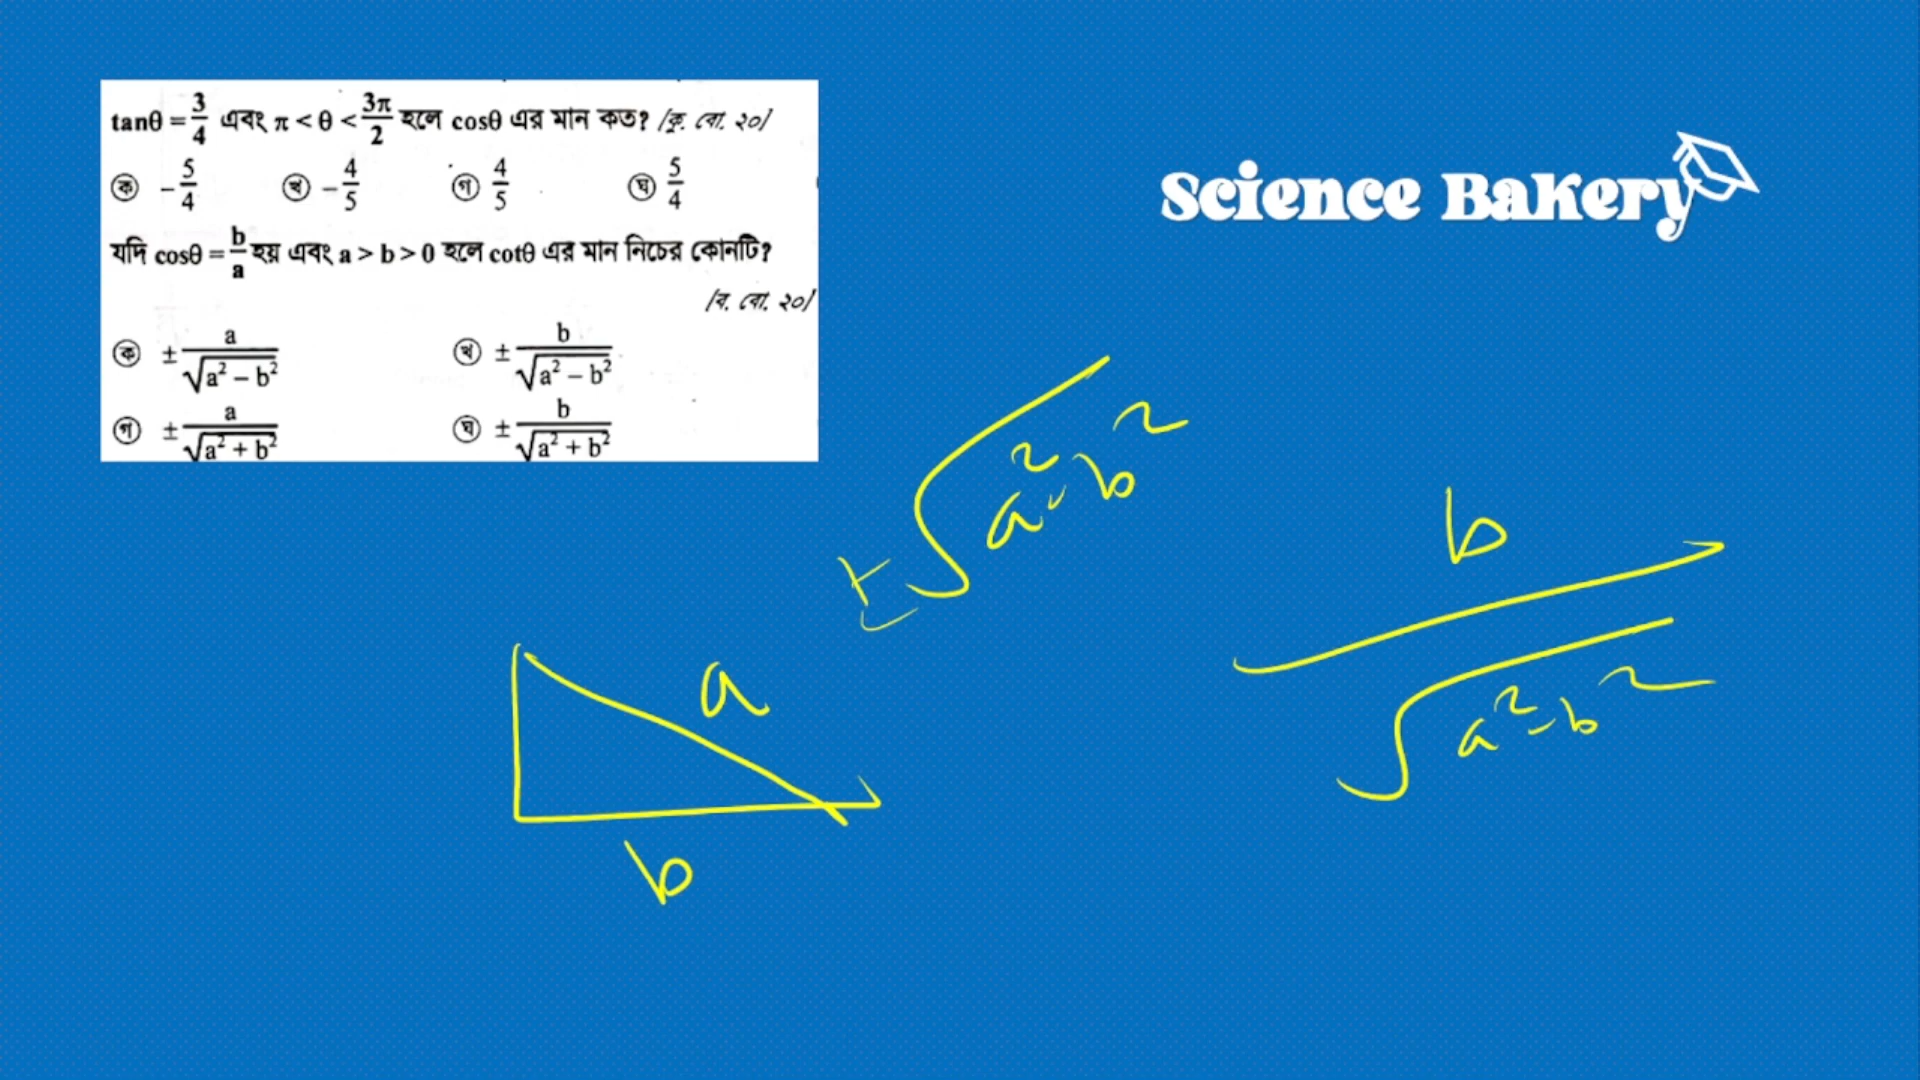 tanθ = 3/4 এবং π < θ < 3π/2 হলে cosθ এর মান কত? [কু. বো. ২০]
ক -5/4 খ -4/5 গ 4/5 ঘ 5/4
যদি cosθ = b/a হয় এবং a > b > 0 হলে cotθ এর মান নিচের কোনটি?
[ব. বো. ২০]
ক ± a/√(a² – b²) খ ± b/√(a² – b²)
গ ± a/√(a² + b²) ঘ ± b/√(a² + b²)
Science Bakery
± √(a² - b²)
b/√(a² - b²)
a
b